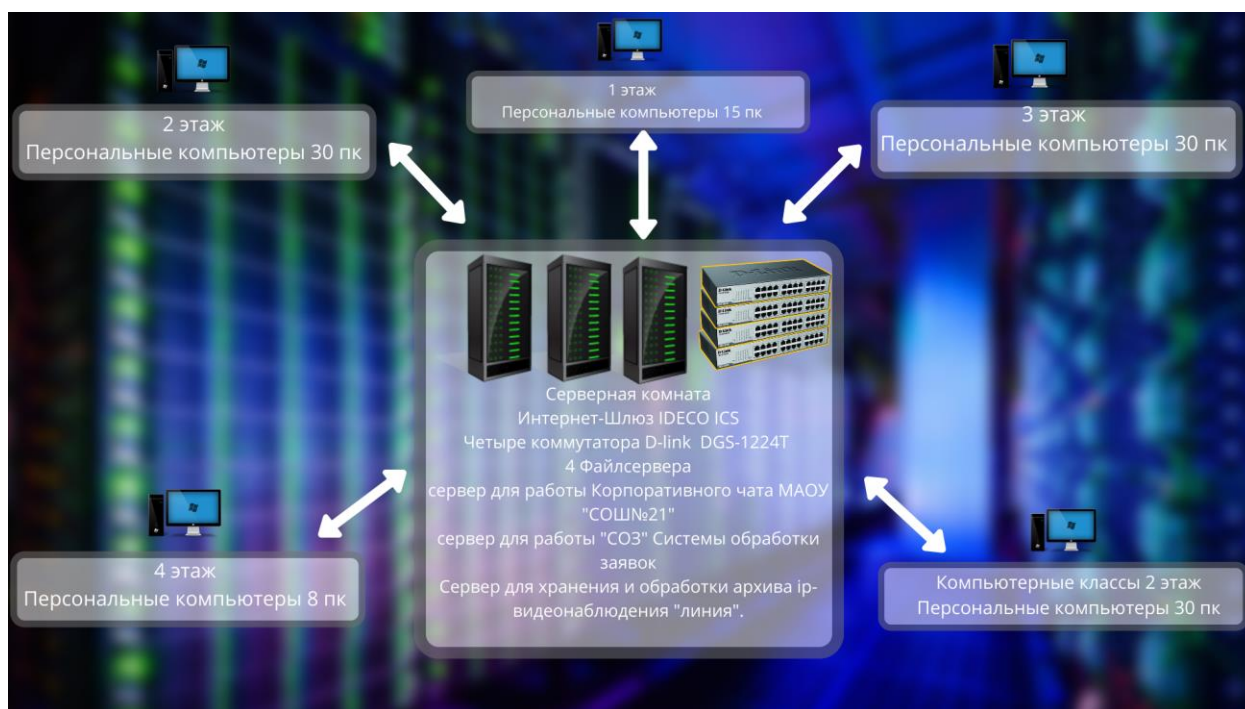 1 этаж
Персональные компьютеры 15 пк
2 этаж
Персональные компьютеры 30 пк
3 этаж
Персональные компьютеры 30 пк
D-Link
Серверная комната
Интернет-Шлюз IDECO ICS
Четыре коммутатора D-link DGS-1224T
4 Файлсервера
сервер для работы Корпоративного чата МАОУ
"СОШ№21"
сервер для работы "СОЗ" Системы обработки
заявок
Сервер для хранения и обработки архива ip-
видеонаблюдения "линия".
4 этаж
Персональные компьютеры 8 пк
Компьютерные классы 2 этаж
Персональные компьютеры 30 пк